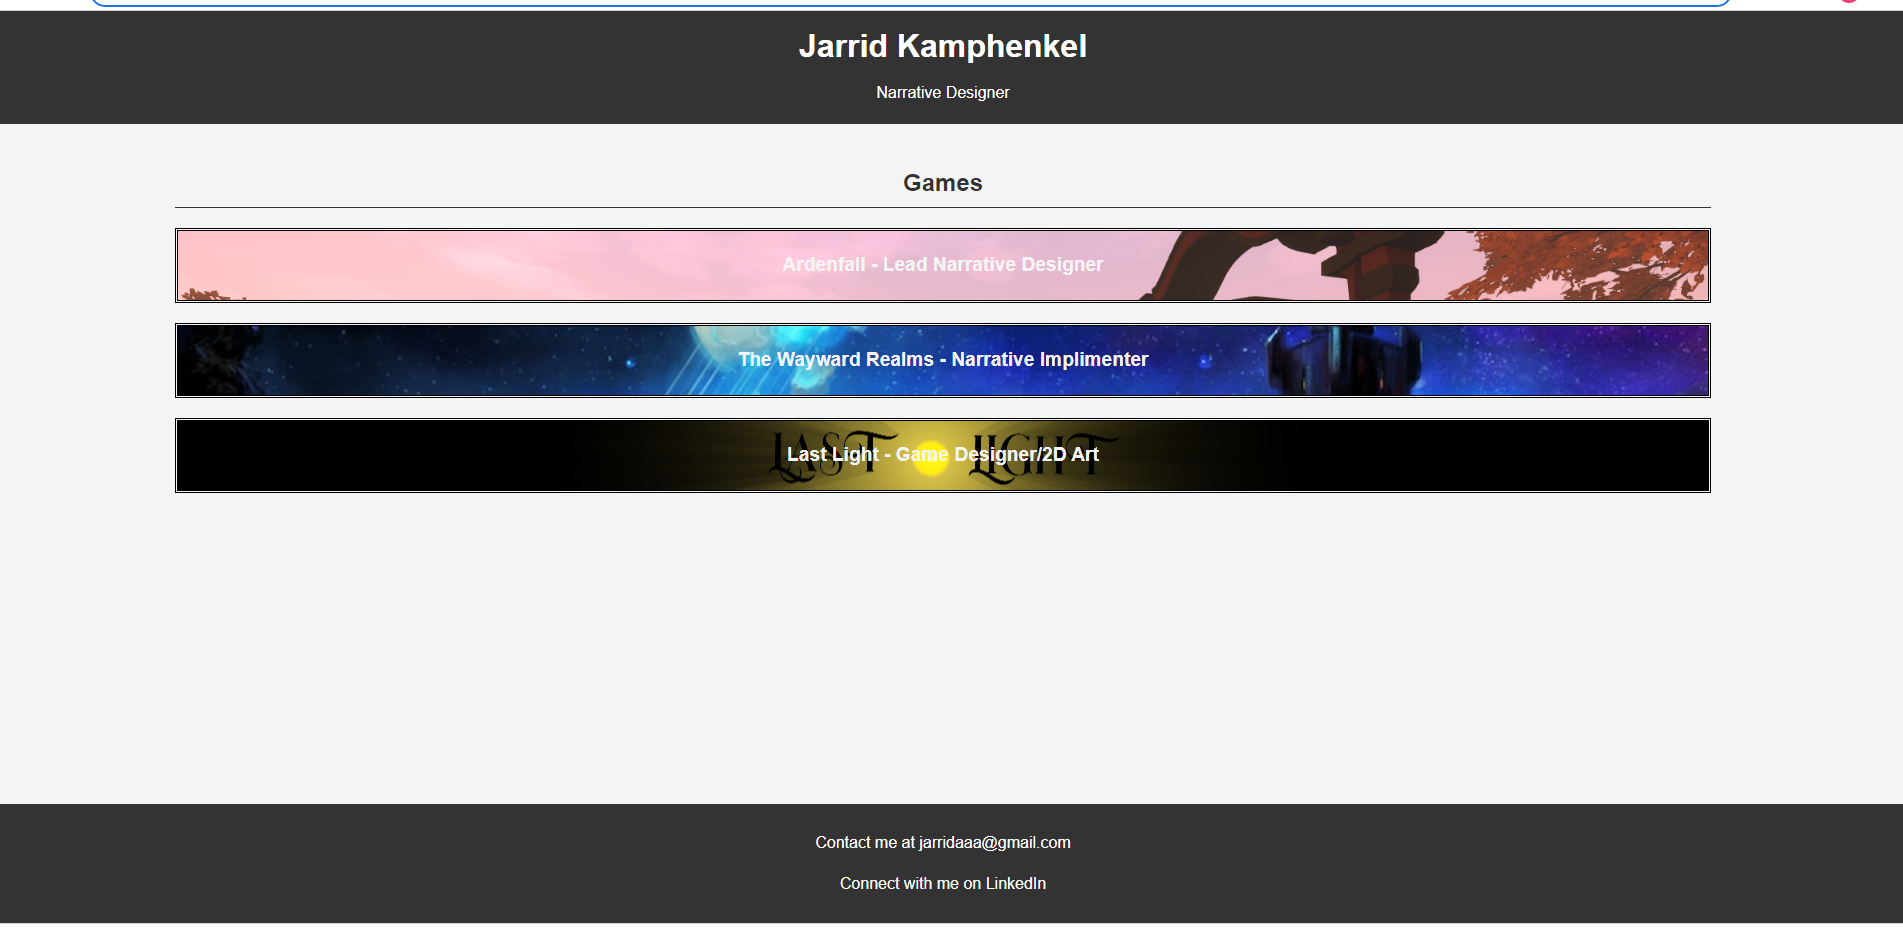 Jarrid Kamphenkel
Narrative Designer
Games
Ardenfall - Lead Narrative Designer
The Wayward Realms - Narrative Implimenter
LAST LIGHT
Last Light - Game Designer/2D Art
Contact me at jarridaaa@gmail.com
Connect with me on LinkedIn